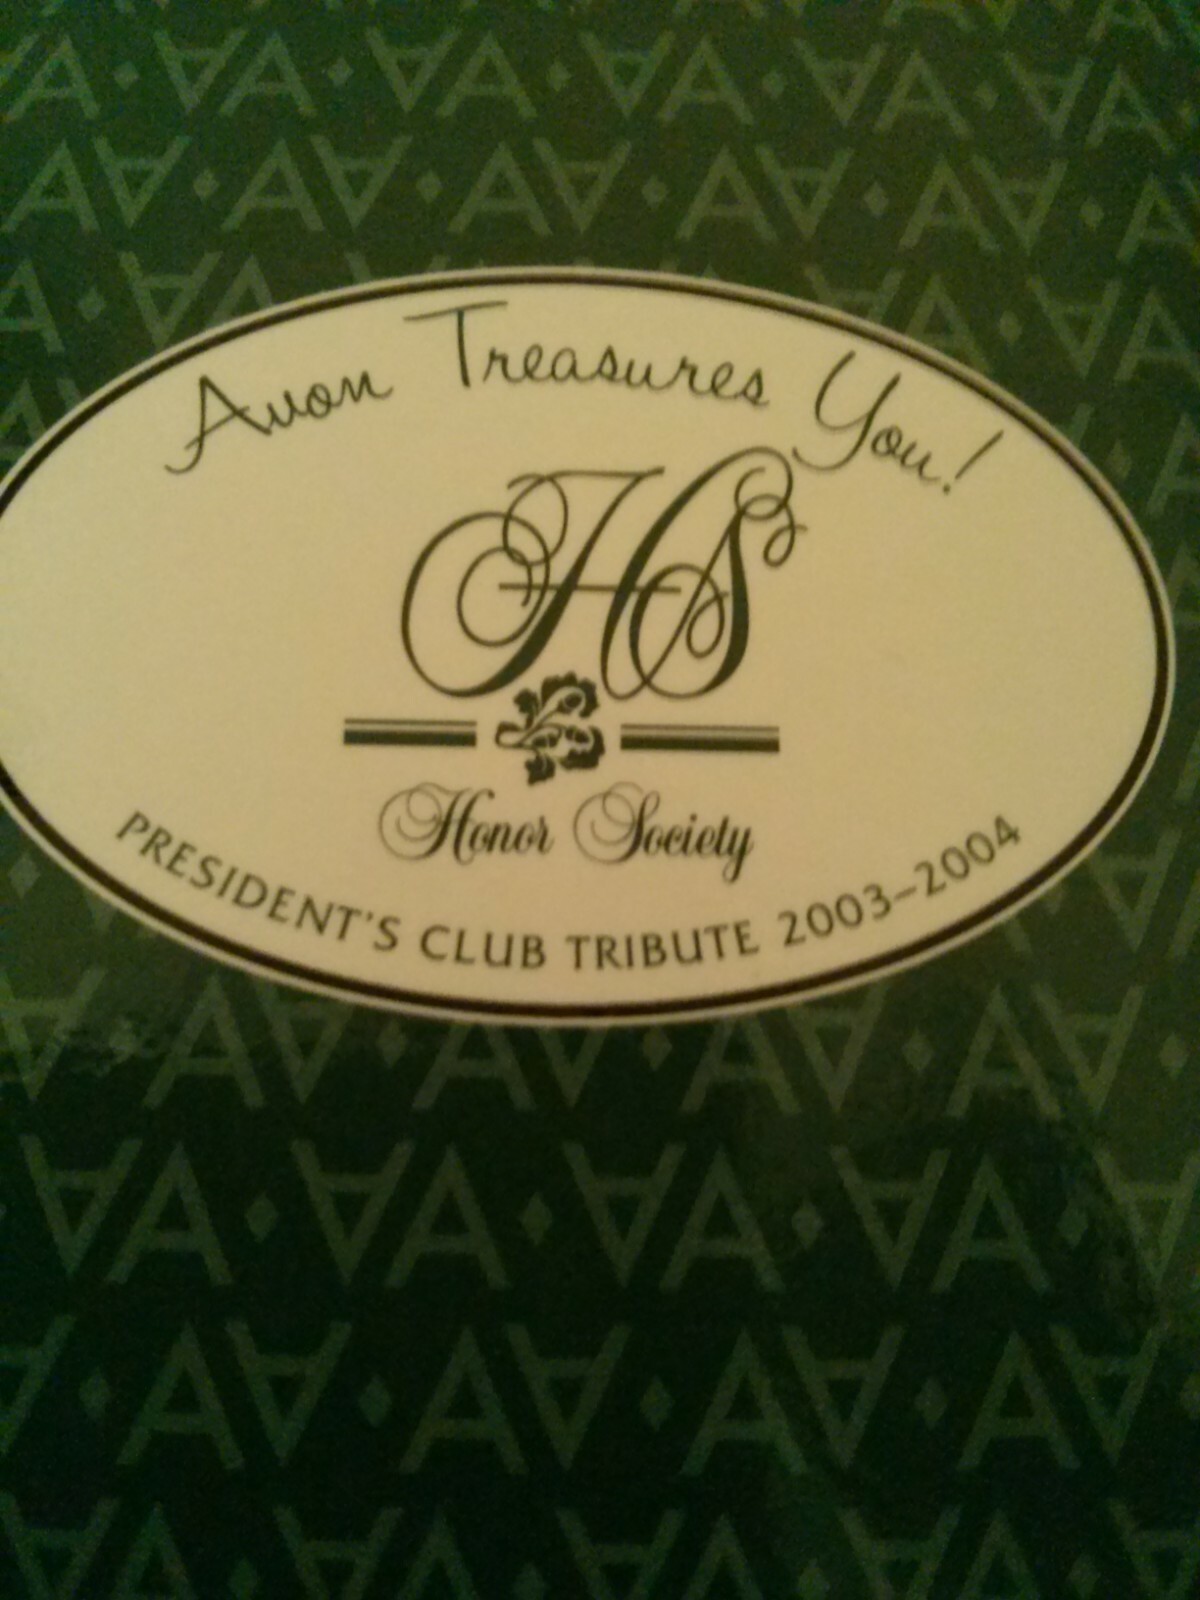 Avon Treasures You!
HS
Honor Society
PRESIDENT'S CLUB TRIBUTE 2003–2004